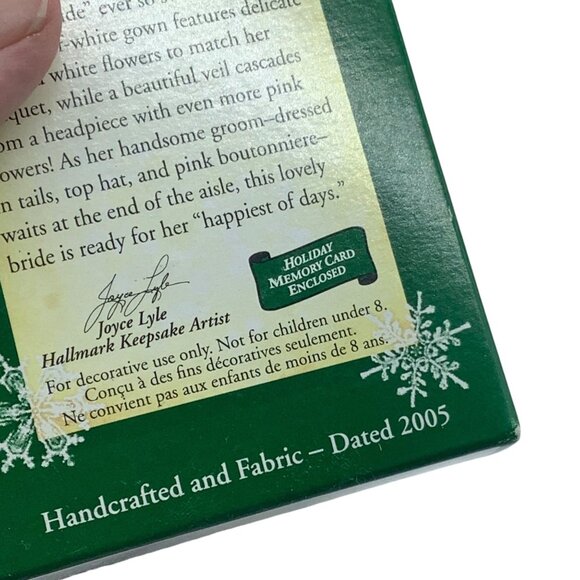 ide” ever so s
-white gown features delicate
white flowers to match her
quet, while a beautiful veil cascades
om a headpiece with even more pink
owers! As her handsome groom–dressed
n tails, top hat, and pink boutonniere–
waits at the end of the aisle, this lovely
bride is ready for her “happiest of days.”
HOLIDAY
MEMORY CARD
ENCLOSED
Joyce Lyle
Joyce Lyle
Hallmark Keepsake Artist
For decorative use only. Not for children under 8.
Conçu à des fins décoratives seulement.
Ne convient pas aux enfants de moins de 8 ans.
Handcrafted and Fabric – Dated 2005